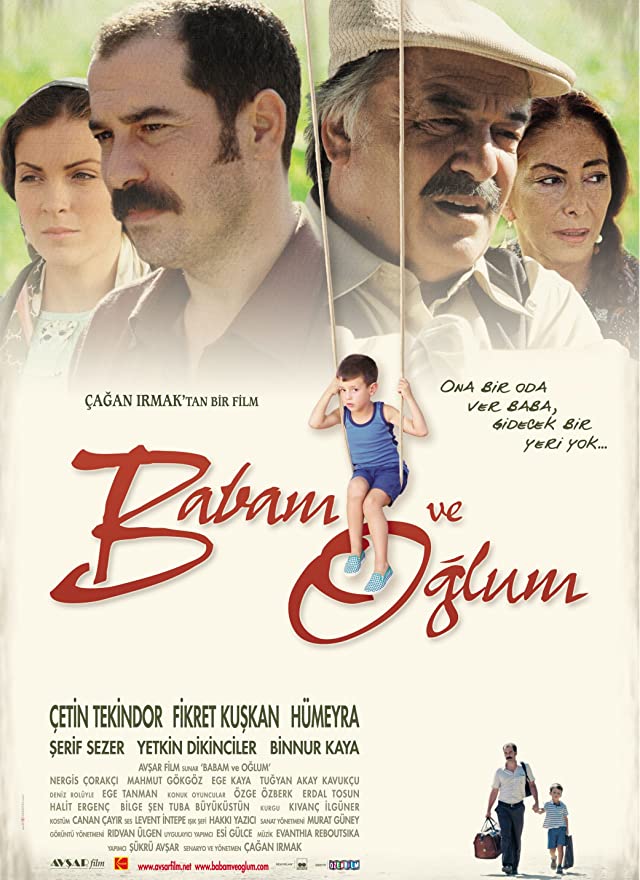 ÇAĞAN IRMAK'TAN BİR FİLM
ONA BİR ODA
VER BABA,
GİDECEK BİR
YERİ YOK...
Babam ve Oğlum
ÇETİN TEKİNDOR FİKRET KUŞKAN HÜMEYRA
ŞERİF SEZER YETKİN DİKİNCİLER BİNNUR KAYA
AVŞAR FİLM SUNAR "BABAM ve OĞLUM"
NERGİS ÇORAKÇI MAHMUT GÖKGÖZ EGE KAYA TUĞYAN AKAY KAVUKÇU
DENİZ ROLÜYLE EGE TANMAN KONUK OYUNCULAR ÖZGE ÖZBERK ERDAL TOSUN
HALİT ERGENÇ BİLGE ŞEN TUBA BÜYÜKÜSTÜN KURGU KIVANÇ İLGÜNER
KOSTÜM CANAN ÇAYIR SES LEVENT İNTEPE IŞIK ŞEFİ HAKKI YAZICI SANAT YÖNETMENİ MURAT GÜNEY
GÖRÜNTÜ YÖNETMENİ RIDVAN ÜLGEN UYGULAYICI YAPIMCI ESİ GÜLCE MÜZİK EVANTHIA REBOUTSIKA
YAPIMCI ŞÜKRÜ AVŞAR SENARYO VE YÖNETMEN ÇAĞAN IRMAK
AVŞAR film Kodak www.avsarfilm.net www.babamveoglum.com